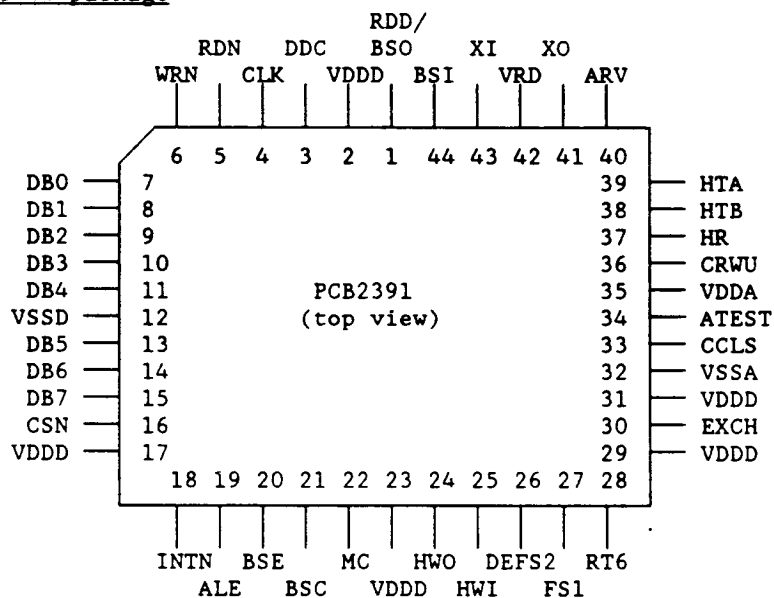 RDD/
RDN DDC BSO XI XO
WRN CLK VDDD BSI VRD ARV
6 5 4 3 2 1 44 43 42 41 40
DB0 7 39 HTA
DB1 8 38 HTB
DB2 9 37 HR
DB3 10 36 CRWU
DB4 11 PCB2391 35 VDDA
VSSD 12 (top view) 34 ATEST
DB5 13 33 CCLS
DB6 14 32 VSSA
DB7 15 31 VDDD
CSN 16 30 EXCH
VDDD 17 29 VDDD
18 19 20 21 22 23 24 25 26 27 28
INTN BSE MC HWO DEFS2 RT6
ALE BSC VDDD HWI FS1